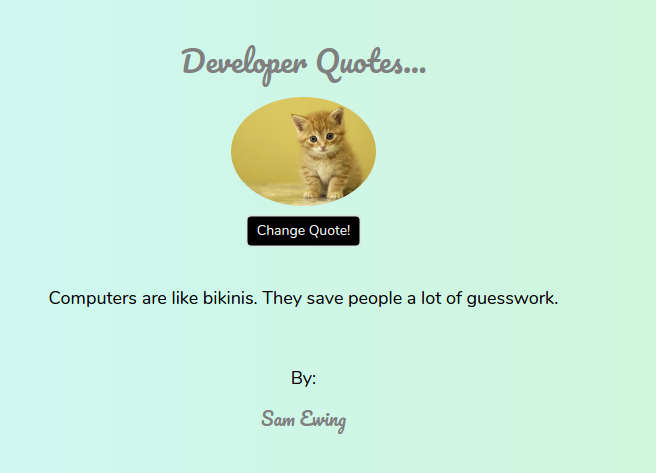 Developer Quotes...
Change Quote!
Computers are like bikinis. They save people a lot of guesswork.
By:
Sam Ewing